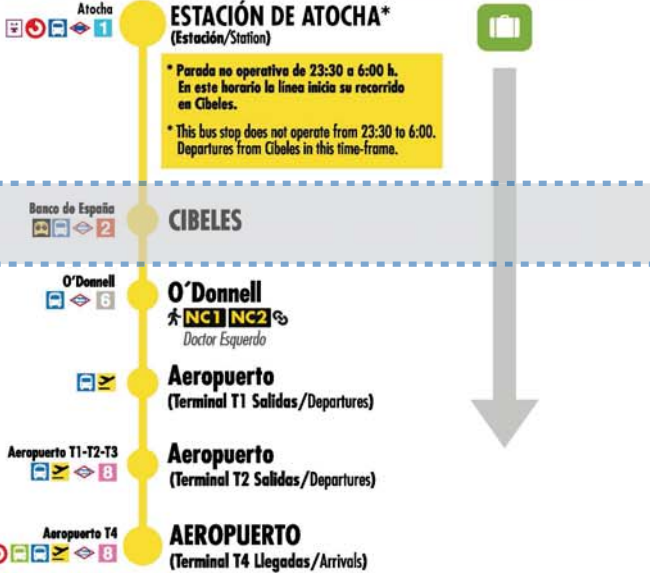 Atocha
1
ESTACIÓN DE ATOCHA*
(Estación/Station)
* Parada no operativa de 23:30 a 6:00 h.
En este horario la línea inicia su recorrido
en Cibeles.
* This bus stop does not operate from 23:30 to 6:00.
Departures from Cibeles in this time-frame.
Banco de España
2
CIBELES
O'Donnell
6
O´Donnell
NC1 NC2
Doctor Esquerdo
Aeropuerto
(Terminal T1 Salidas/Departures)
Aeropuerto T1-T2-T3
8
Aeropuerto
(Terminal T2 Salidas/Departures)
Aeropuerto T4
8
AEROPUERTO
(Terminal T4 Llegadas/Arrivals)